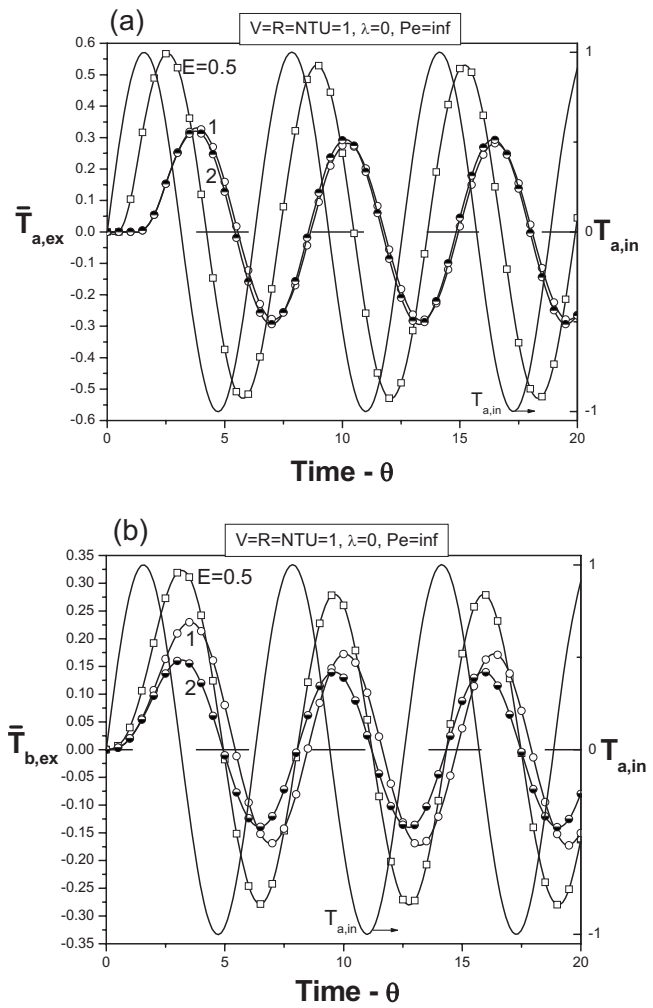 (a)
V=R=NTU=1, λ=0, Pe=inf
0.6
0.5
0.4
0.3
0.2
0.1
0.0
-0.1
-0.2
-0.3
-0.4
-0.5
-0.6
T̄a,ex
E=0.5
1
2
1
0
-1
Ta,in
Ta,in
0 5 10 15 20
Time - θ
(b)
V=R=NTU=1, λ=0, Pe=inf
0.35
0.30
0.25
0.20
0.15
0.10
0.05
0.00
-0.05
-0.10
-0.15
-0.20
-0.25
-0.30
-0.35
T̄b,ex
E=0.5
1
2
1
0
-1
Ta,in
Ta,in
0 5 10 15 20
Time - θ